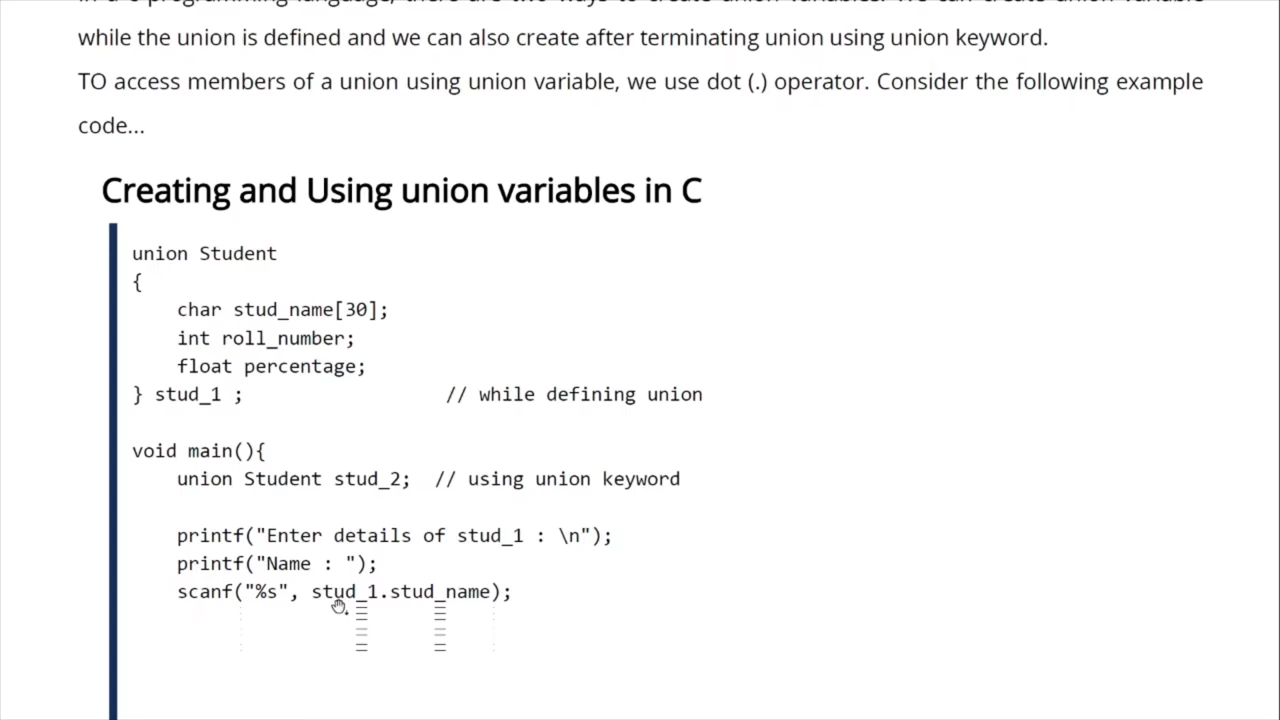 while the union is defined and we can also create after terminating union using union keyword.
TO access members of a union using union variable, we use dot (.) operator. Consider the following example
code...
Creating and Using union variables in C
union Student
{
    char stud_name[30];
    int roll_number;
    float percentage;
} stud_1 ;                  // while defining union
void main(){
    union Student stud_2;  // using union keyword
    printf("Enter details of stud_1 : \n");
    printf("Name : ");
    scanf("%s", stud_1.stud_name);